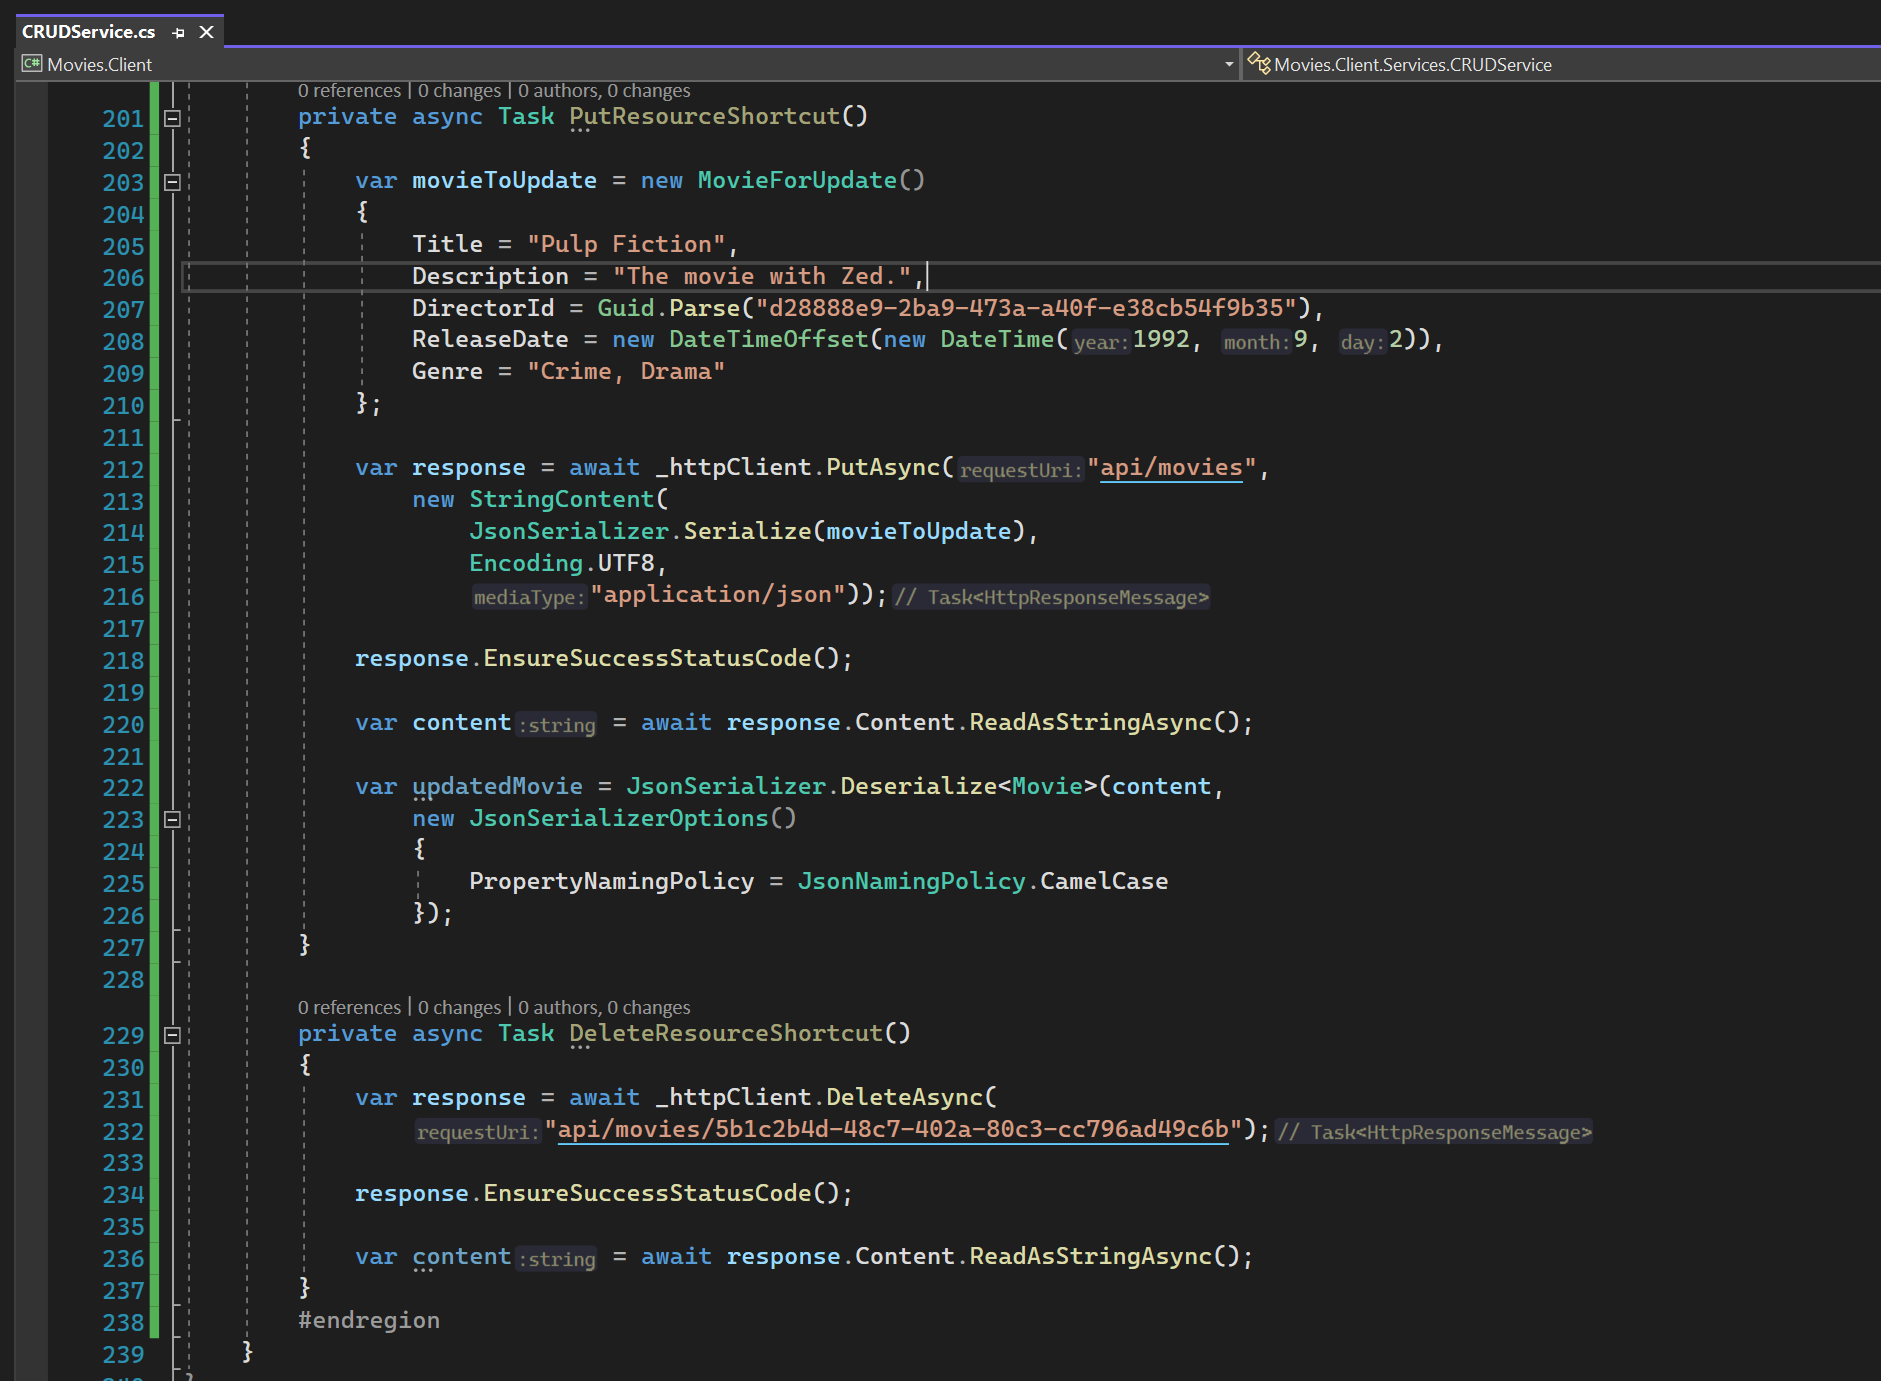 CRUDService.cs
C# Movies.Client
Movies.Client.Services.CRUDService
0 references | 0 changes | 0 authors, 0 changes
201 private async Task PutResourceShortcut()
202 {
203 var movieToUpdate = new MovieForUpdate()
204 {
205 Title = "Pulp Fiction",
206 Description = "The movie with Zed.",
207 DirectorId = Guid.Parse("d28888e9-2ba9-473a-a40f-e38cb54f9b35"),
208 ReleaseDate = new DateTimeOffset(new DateTime(year:1992, month:9, day:2)),
209 Genre = "Crime, Drama"
210 };
211
212 var response = await _httpClient.PutAsync(requestUri:"api/movies",
213 new StringContent(
214 JsonSerializer.Serialize(movieToUpdate),
215 Encoding.UTF8,
216 mediaType:"application/json")); // Task<HttpResponseMessage>
217
218 response.EnsureSuccessStatusCode();
219
220 var content:string = await response.Content.ReadAsStringAsync();
221
222 var updatedMovie = JsonSerializer.Deserialize<Movie>(content,
223 new JsonSerializerOptions()
224 {
225 PropertyNamingPolicy = JsonNamingPolicy.CamelCase
226 });
227 }
228
0 references | 0 changes | 0 authors, 0 changes
229 private async Task DeleteResourceShortcut()
230 {
231 var response = await _httpClient.DeleteAsync(
232 requestUri:"api/movies/5b1c2b4d-48c7-402a-80c3-cc796ad49c6b"); // Task<HttpResponseMessage>
233
234 response.EnsureSuccessStatusCode();
235
236 var content:string = await response.Content.ReadAsStringAsync();
237 }
238 #endregion
239 }